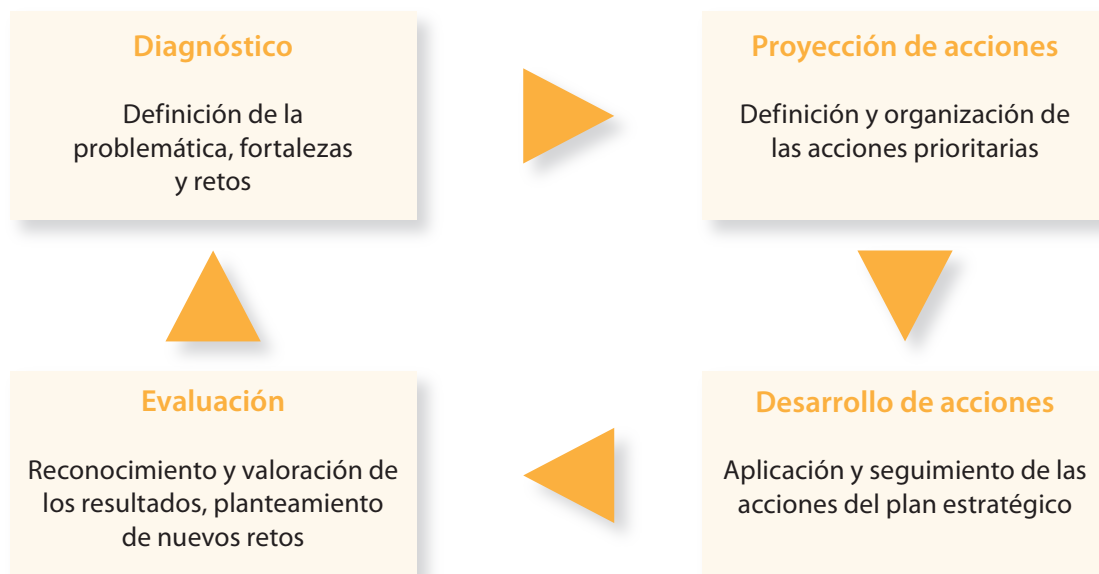 Diagnóstico
Definición de la
problemática, fortalezas
y retos
Proyección de acciones
Definición y organización de
las acciones prioritarias
Evaluación
Reconocimiento y valoración de
los resultados, planteamiento
de nuevos retos
Desarrollo de acciones
Aplicación y seguimiento de las
acciones del plan estratégico